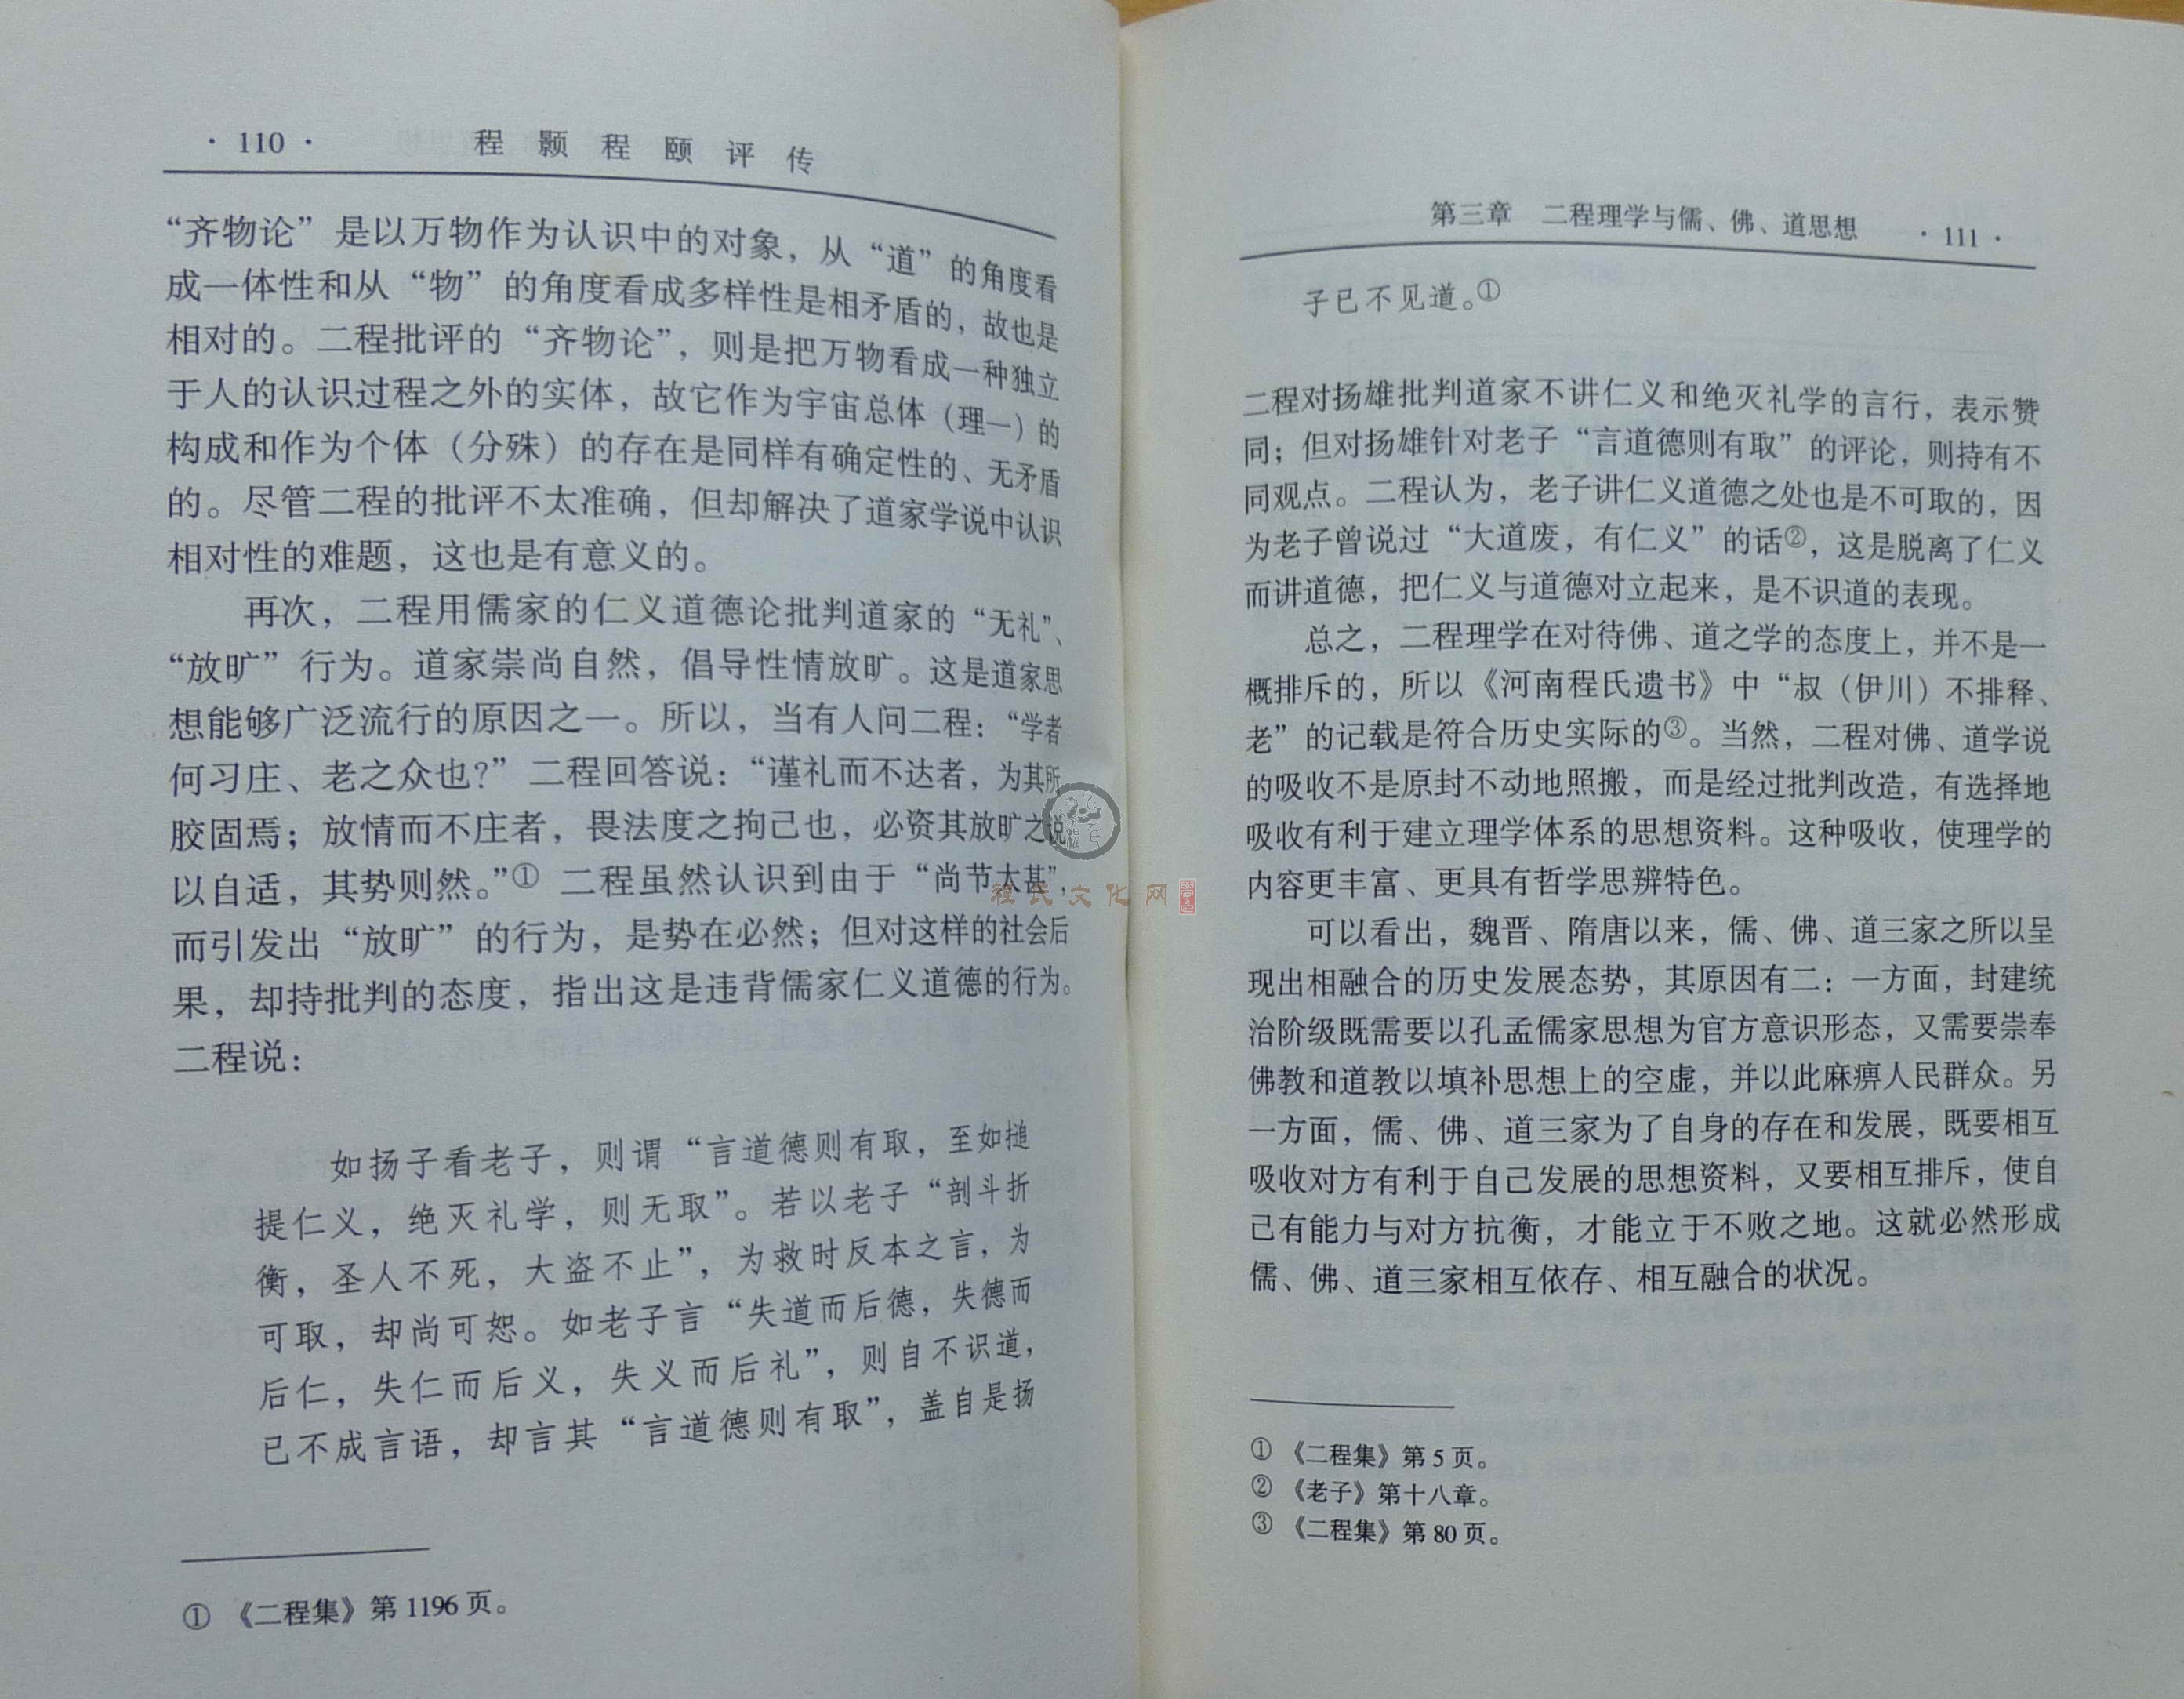 · 110 · 程颢程颐评传
“齐物论”是以万物作为认识中的对象，从“道”的角度看
成一体性和从“物”的角度看成多样性是相矛盾的，故也是
相对的。二程批评的“齐物论”，则是把万物看成一种独立
于人的认识过程之外的实体，故它作为宇宙总体（理一）的
构成和作为个体（分殊）的存在是同样有确定性的、无矛盾
的。尽管二程的批评不太准确，但却解决了道家学说中认识
相对性的难题，这也是有意义的。
再次，二程用儒家的仁义道德论批判道家的“无礼”、
“放旷”行为。道家崇尚自然，倡导性情放旷。这是道家思
想能够广泛流行的原因之一。所以，当有人问二程：“学者
何习庄、老之众也?”二程回答说：“谨礼而不达者，为其所
胶固焉；放情而不庄者，畏法度之拘己也，必资其放旷之说
以自适，其势则然。”① 二程虽然认识到由于“尚节太甚”，
而引发出“放旷”的行为，是势在必然；但对这样的社会后
果，却持批判的态度，指出这是违背儒家仁义道德的行为。
二程说：
如扬子看老子，则谓“言道德则有取，至如搥
提仁义，绝灭礼学，则无取”。若以老子“剖斗折
衡，圣人不死，大盗不止”，为救时反本之言，为
可取，却尚可恕。如老子言“失道而后德，失德而
后仁，失仁而后义，失义而后礼”，则自不识道，
已不成言语，却言其“言道德则有取”，盖自是扬
① 《二程集》第 1196 页。
程氏文化网
第三章 二程理学与儒、佛、道思想 · 111 ·
子已不见道。①
二程对扬雄批判道家不讲仁义和绝灭礼学的言行，表示赞
同；但对扬雄针对老子“言道德则有取”的评论，则持有不
同观点。二程认为，老子讲仁义道德之处也是不可取的，因
为老子曾说过“大道废，有仁义”的话②，这是脱离了仁义
而讲道德，把仁义与道德对立起来，是不识道的表现。
总之，二程理学在对待佛、道之学的态度上，并不是一
概排斥的，所以《河南程氏遗书》中“叔（伊川）不排释、
老”的记载是符合历史实际的③。当然，二程对佛、道学说
的吸收不是原封不动地照搬，而是经过批判改造，有选择地
吸收有利于建立理学体系的思想资料。这种吸收，使理学的
内容更丰富、更具有哲学思辨特色。
可以看出，魏晋、隋唐以来，儒、佛、道三家之所以呈
现出相融合的历史发展态势，其原因有二：一方面，封建统
治阶级既需要以孔孟儒家思想为官方意识形态，又需要崇奉
佛教和道教以填补思想上的空虚，并以此麻痹人民群众。另
一方面，儒、佛、道三家为了自身的存在和发展，既要相互
吸收对方有利于自己发展的思想资料，又要相互排斥，使自
己有能力与对方抗衡，才能立于不败之地。这就必然形成
儒、佛、道三家相互依存、相互融合的状况。
① 《二程集》第 5 页。
② 《老子》第十八章。
③ 《二程集》第 80 页。